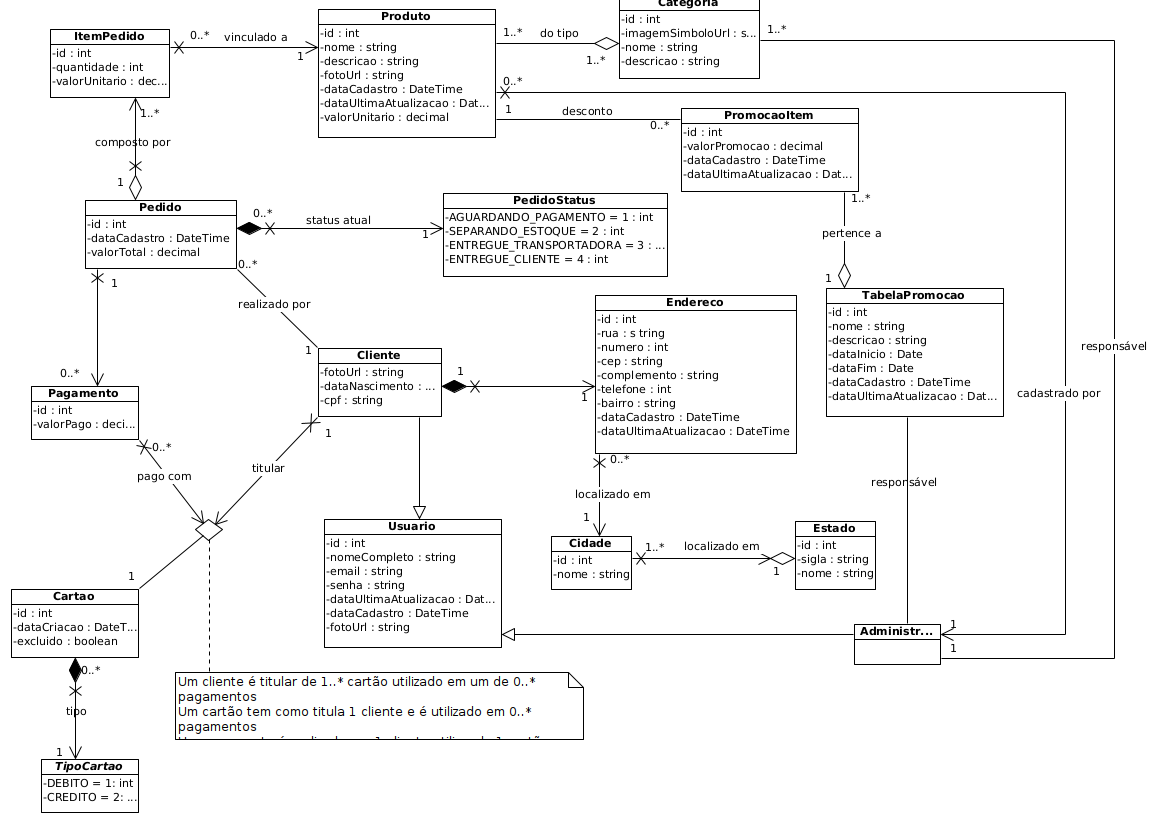 Categoria
-id : int
-imagemSimboloUrl : s...
-nome : string
-descricao : string
Produto
-id : int
-nome : string
-descricao : string
-fotoUrl : string
-dataCadastro : DateTime
-dataUltimaAtualizacao : Dat...
-valorUnitario : decimal
ItemPedido
-id : int
-quantidade : int
-valorUnitario : dec...
0..*
vinculado a
1
1..*
do tipo
1..*
1..*
0..*
1
desconto
0..*
PromocaoItem
-id : int
-valorPromocao : decimal
-dataCadastro : DateTime
-dataUltimaAtualizacao : Dat...
1..*
composto por
1
Pedido
-id : int
-dataCadastro : DateTime
-valorTotal : decimal
0..*
status atual
1
PedidoStatus
-AGUARDANDO_PAGAMENTO = 1 : int
-SEPARANDO_ESTOQUE = 2 : int
-ENTREGUE_TRANSPORTADORA = 3 : ...
-ENTREGUE_CLIENTE = 4 : int
1..*
pertence a
1
TabelaPromocao
-id : int
-nome : string
-descricao : string
-dataInicio : Date
-dataFim : Date
-dataCadastro : DateTime
-dataUltimaAtualizacao : Dat...
0..*
realizado por
1
1
0..*
Endereco
-id : int
-rua : s tring
-numero : int
-cep : string
-complemento : string
-telefone : int
-bairro : string
-dataCadastro : DateTime
-dataUltimaAtualizacao : DateTime
responsável
cadastrado por
Cliente
-fotoUrl : string
-dataNascimento : ...
-cpf : string
1
1
Pagamento
-id : int
-valorPago : deci...
0..*
pago com
1
titular
0..*
localizado em
1
responsável
Usuario
-id : int
-nomeCompleto : string
-email : string
-senha : string
-dataUltimaAtualizacao : Dat...
-dataCadastro : DateTime
-fotoUrl : string
Cidade
-id : int
-nome : string
1..*
localizado em
1
Estado
-id : int
-sigla : string
-nome : string
1
Cartao
-id : int
-dataCriacao : DateT...
-excluido : boolean
Administr...
1
1
0..*
tipo
1
TipoCartao
-DEBITO = 1: int
-CREDITO = 2: ...
Um cliente é titular de 1..* cartão utilizado em um de 0..*
pagamentos
Um cartão tem como titula 1 cliente e é utilizado em 0..*
pagamentos